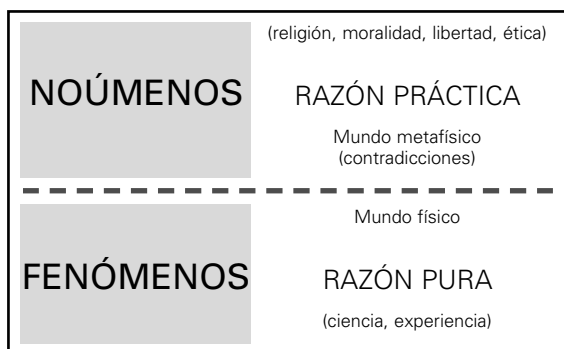 (religión, moralidad, libertad, ética)
NOÚMENOS
RAZÓN PRÁCTICA
Mundo metafísico
(contradicciones)
Mundo físico
FENÓMENOS
RAZÓN PURA
(ciencia, experiencia)